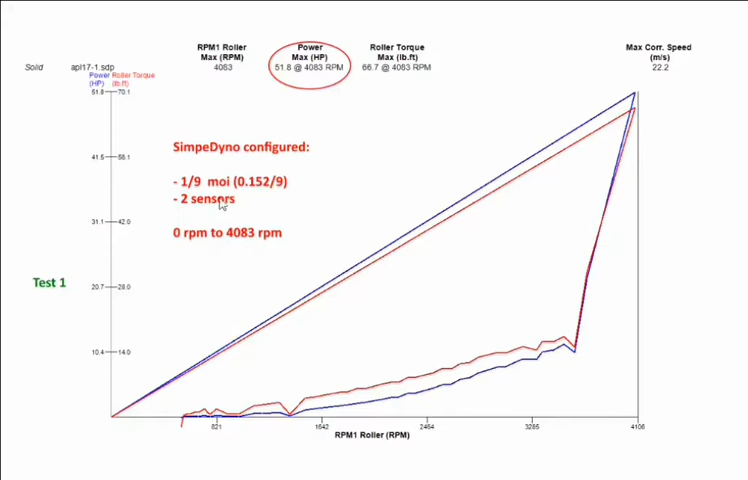 RPM1 Roller
Max (RPM)
4083
Power
Max (HP)
51.8 @ 4083 RPM
Roller Torque
Max (lb.ft)
66.7 @ 4083 RPM
Max Corr. Speed
(m/s)
22.2
Solid
apl17-1.sdp
Power Roller Torque
(HP) (lb.ft)
51.8 70.1
41.5 56.1
31.1 42.0
20.7 28.0
10.4 14.0
SimpeDyno configured:
- 1/9 moi (0.152/9)
- 2 sensors
0 rpm to 4083 rpm
Test 1
821 1642 2464 3285 4106
RPM1 Roller (RPM)